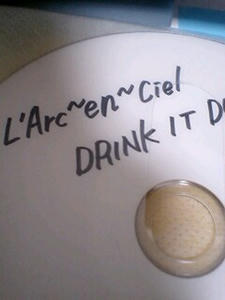 L'Arc~en~Ciel
DRINK IT D